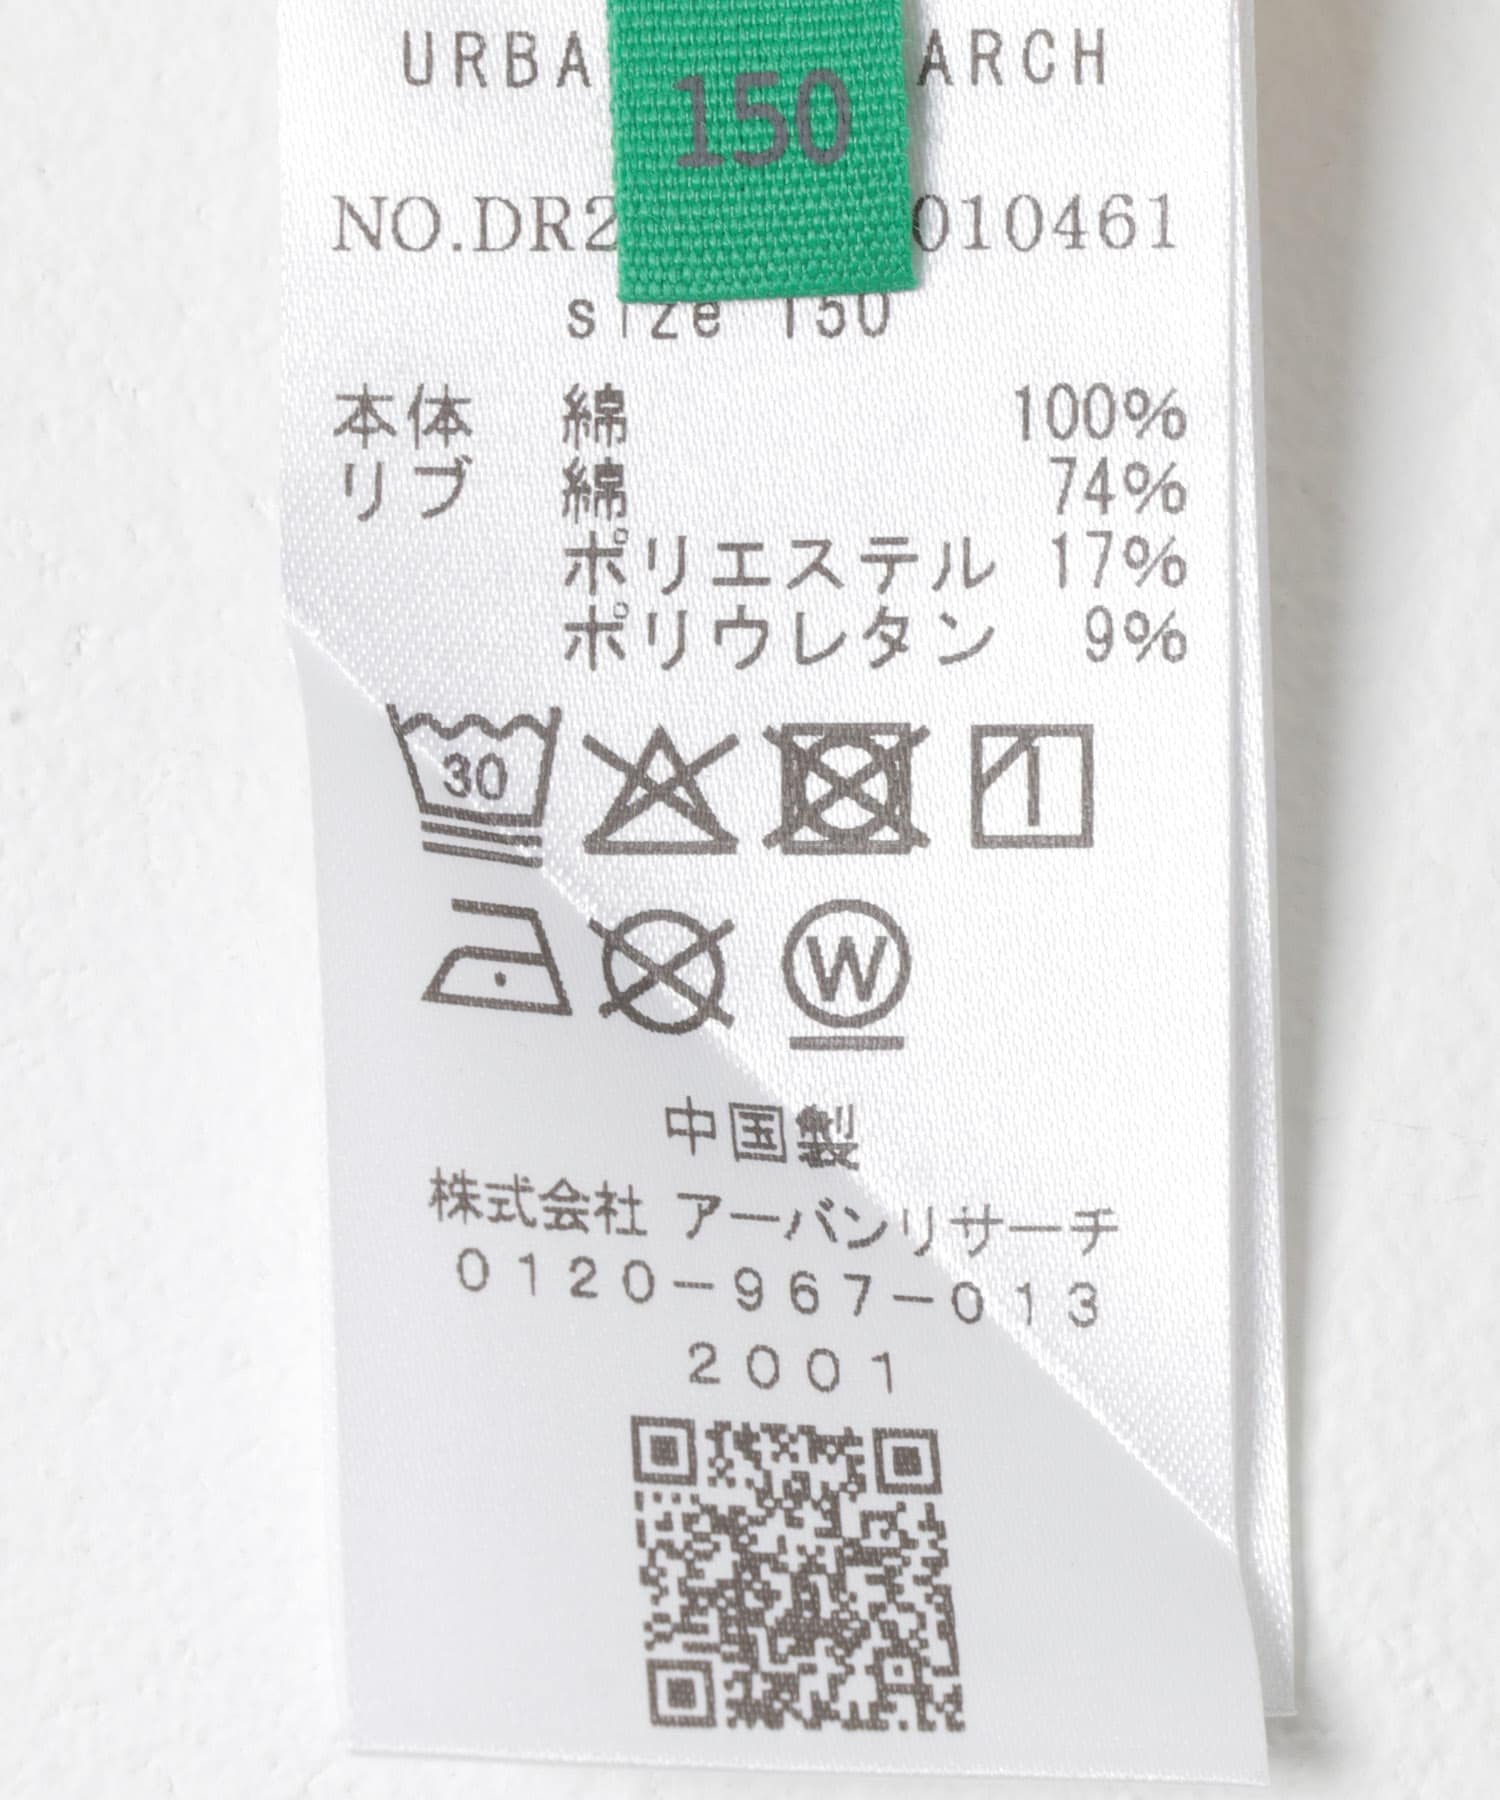 150
NO.DR2 010461
size 150
本体 綿 100%
リブ 綿 74%
ポリエステル 17%
ポリウレタン 9%
30
W
中国製
株式会社 アーバンリサーチ
0120-967-013
2001